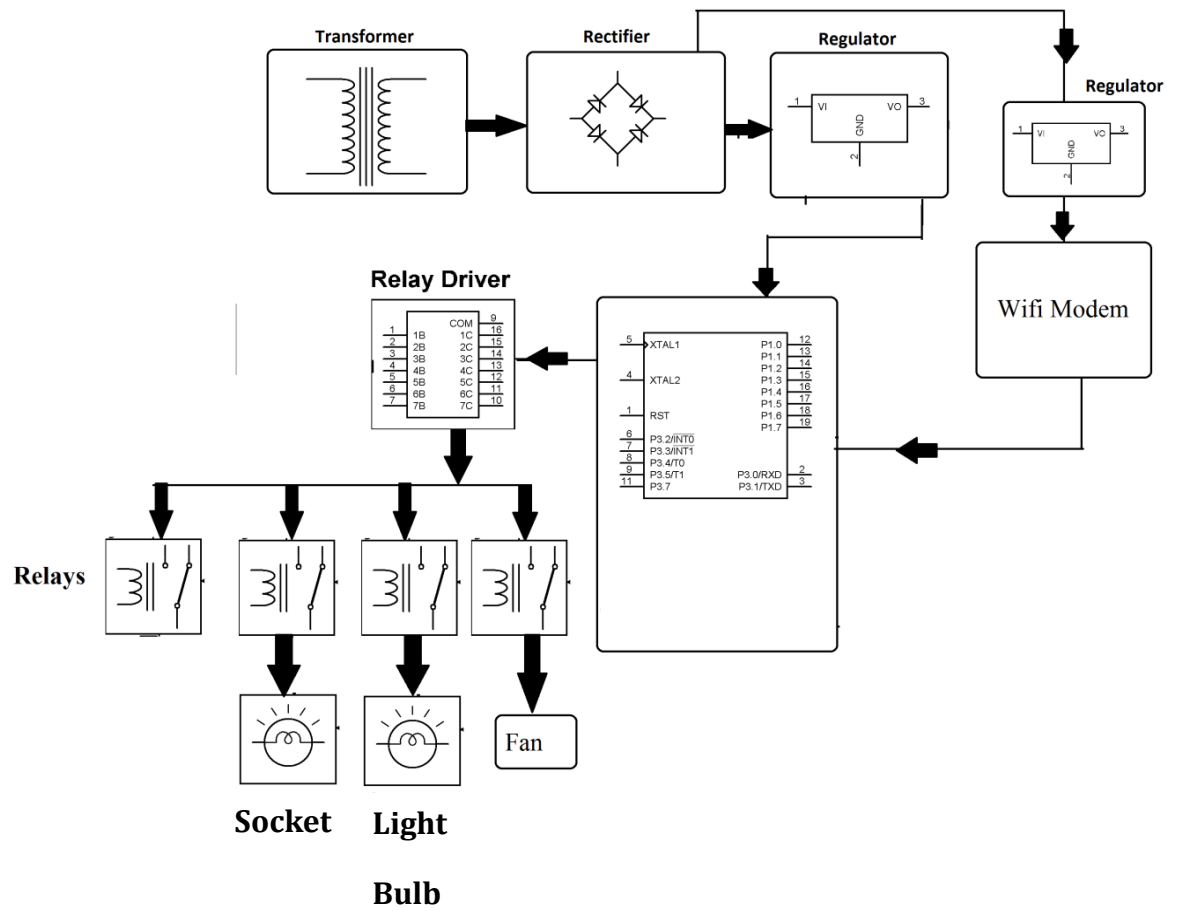 Transformer
Rectifier
Regulator
Regulator
1 VI VO 3
GND
2
1 VI VO 3
GND
2
Wifi Modem
Relay Driver
COM 9
1 1B 1C 16
2 2B 2C 15
3 3B 3C 14
4 4B 4C 13
5 5B 5C 12
6 6B 6C 11
7 7B 7C 10
5 XTAL1 P1.0 12
P1.1 13
P1.2 14
4 XTAL2 P1.3 15
P1.4 16
P1.5 17
1 RST P1.6 18
P1.7 19
6 P3.2/INT0
7 P3.3/INT1
8 P3.4/T0
9 P3.5/T1 P3.0/RXD 2
11 P3.7 P3.1/TXD 3
Relays
Fan
Socket
Light
Bulb